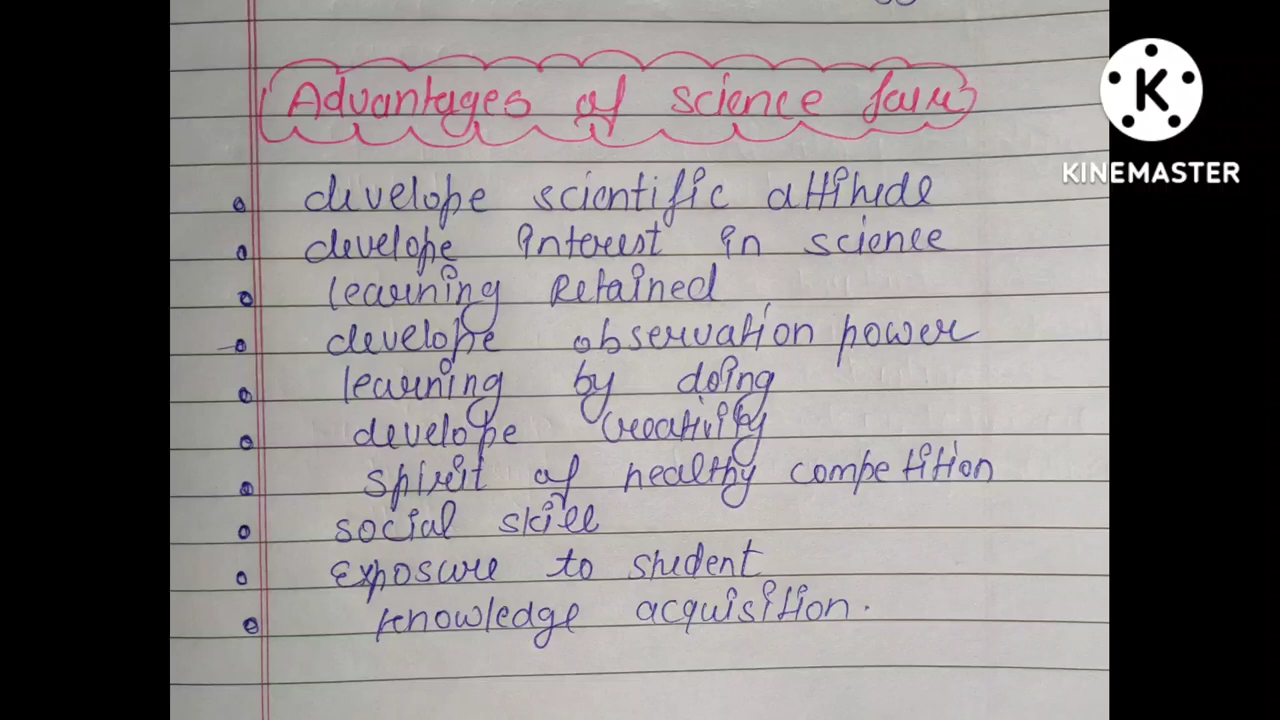 Advantages of science fair
KINEMASTER
• develope scientific attitude
• develope interest in science
• learning Retained
• develope observation power
• learning by doing
• develope creativity
• spirit of healthy competition
• social skill
• Exposure to student
• knowledge acquisition.